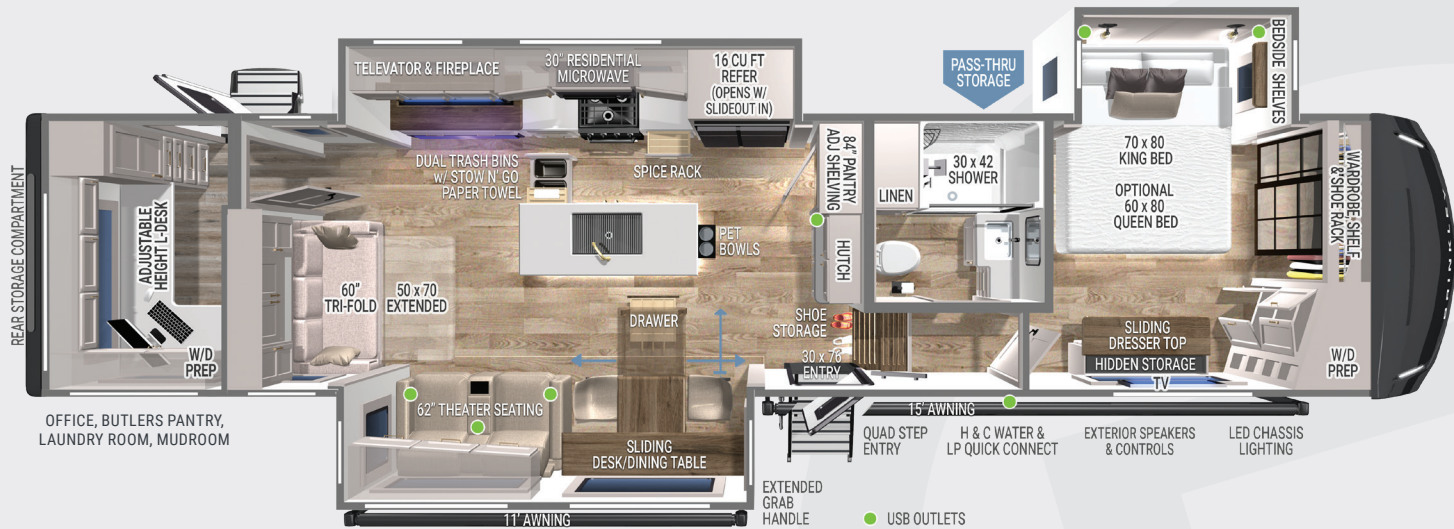 TELEVATOR & FIREPLACE
30" RESIDENTIAL
MICROWAVE
16 CU FT
REFER
(OPENS W/
SLIDEOUT IN)
PASS-THRU
STORAGE
BEDSIDE SHELVES
REAR STORAGE COMPARTMENT
ADJUSTABLE
HEIGHT L-DESK
W/D
PREP
DUAL TRASH BINS
w/ STOW N' GO
PAPER TOWEL
SPICE RACK
84" PANTRY
ADJ SHELVING
LINEN
30 x 42
SHOWER
70 x 80
KING BED
OPTIONAL
60 x 80
QUEEN BED
WARDROBE, SHELF
& SHOE RACK
PET
BOWLS
HUTCH
60"
TRI-FOLD
50 x 70
EXTENDED
DRAWER
SHOE
STORAGE
30 x 76
ENTRY
SLIDING
DRESSER TOP
HIDDEN STORAGE
TV
W/D
PREP
62" THEATER SEATING
SLIDING
DESK/DINING TABLE
15' AWNING
OFFICE, BUTLERS PANTRY,
LAUNDRY ROOM, MUDROOM
QUAD STEP
ENTRY
H & C WATER &
LP QUICK CONNECT
EXTERIOR SPEAKERS
& CONTROLS
LED CHASSIS
LIGHTING
EXTENDED
GRAB
HANDLE
11' AWNING
USB OUTLETS